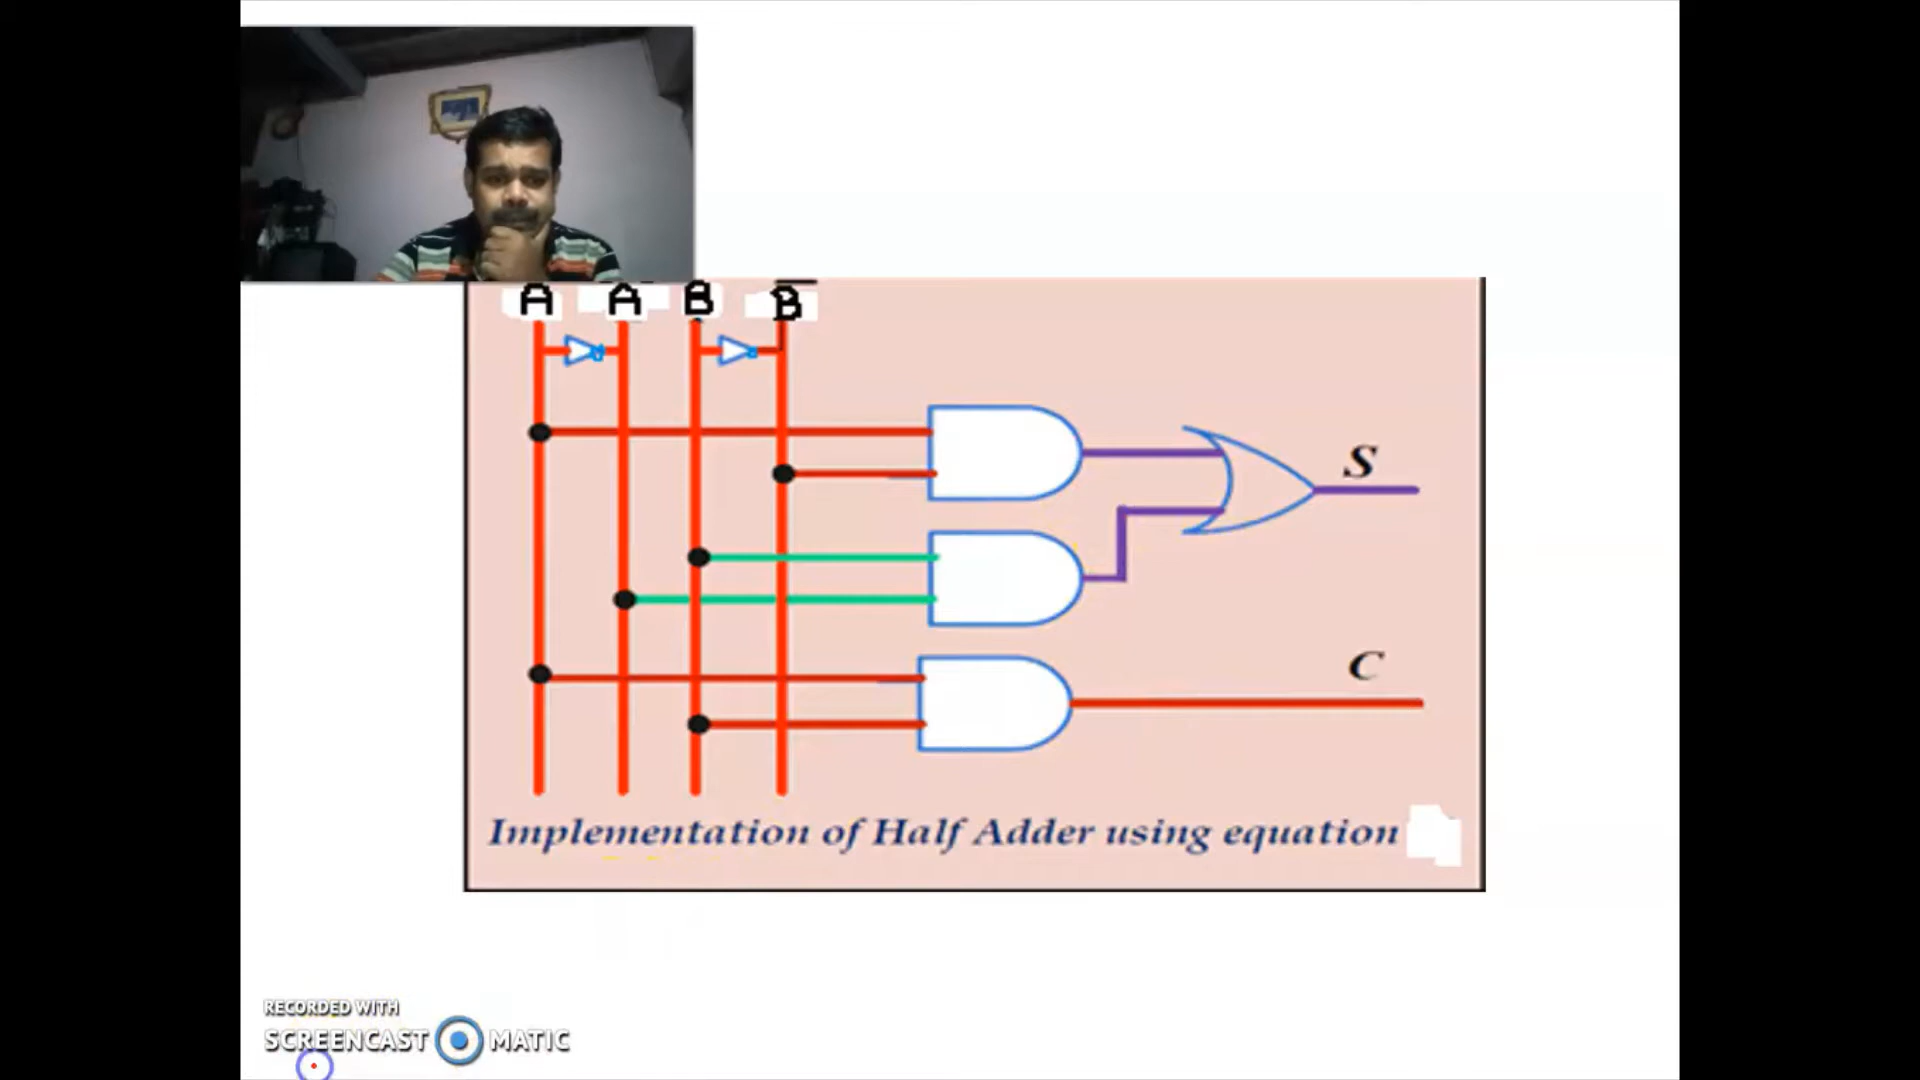 A A B B̅
S
C
Implementation of Half Adder using equation
RECORDED WITH
SCREENCAST MATIC